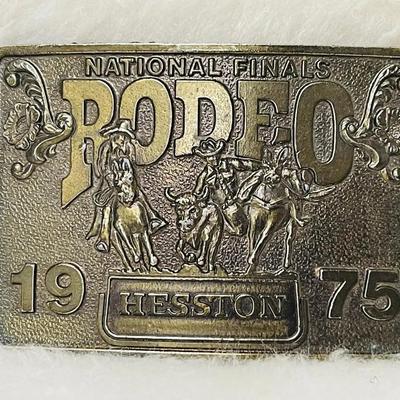 NATIONAL FINALS
RODEO
19 75
HESSTON